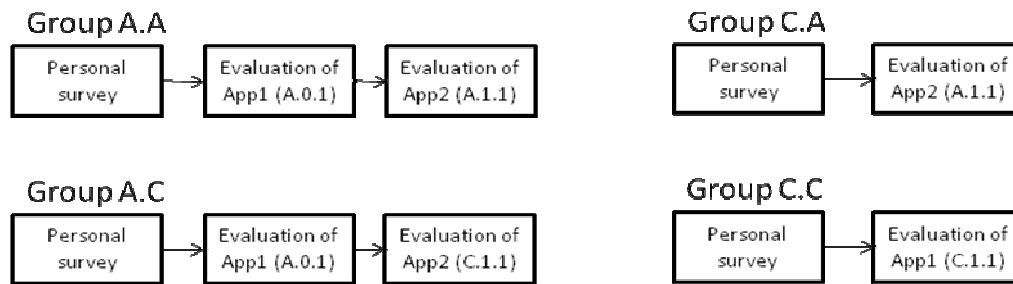 Group A.A
Personal
survey
Evaluation of
App1 (A.0.1)
Evaluation of
App2 (A.1.1)
Group C.A
Personal
survey
Evaluation of
App2 (A.1.1)
Group A.C
Personal
survey
Evaluation of
App1 (A.0.1)
Evaluation of
App2 (C.1.1)
Group C.C
Personal
survey
Evaluation of
App1 (C.1.1)